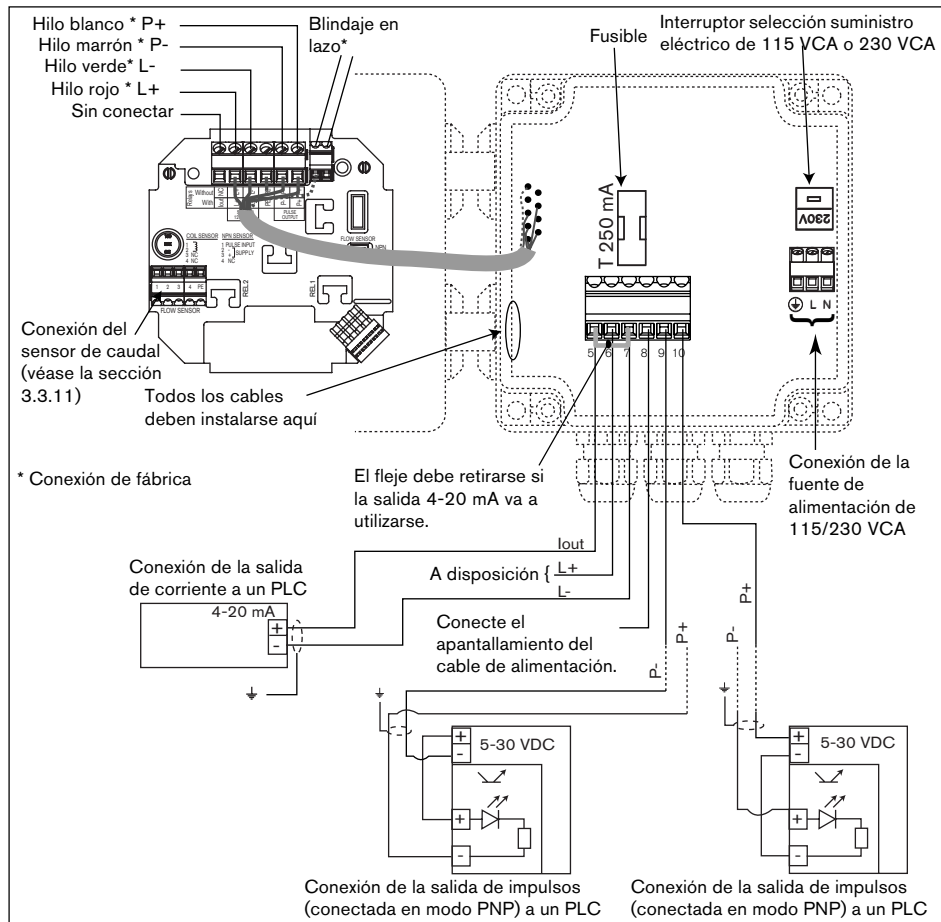 Hilo blanco * P+
Hilo marrón * P-
Hilo verde* L-
Hilo rojo * L+
Sin conectar
Blindaje en
lazo*
Fusible
Interruptor selección suministro
eléctrico de 115 VCA o 230 VCA
T 250 mA
230V
L N
Relays
Without
With
NC
Iout
L+
PE
P-
P+
PULSE
OUTPUT
COIL SENSOR
NPN SENSOR
PULSE INPUT
SUPPLY
NC
NC
FLOW SENSOR
NPN
REL2
REL1
1 2 3 4 PE
FLOW SENSOR
5 6 7 8 9 10
Conexión del
sensor de caudal
(véase la sección
3.3.11)
Todos los cables
deben instalarse aquí
* Conexión de fábrica
El fleje debe retirarse si
la salida 4-20 mA va a
utilizarse.
Conexión de la
fuente de
alimentación de
115/230 VCA
Conexión de la salida
de corriente a un PLC
4-20 mA
+
-
Iout
A disposición { L+
L-
Conecte el
apantallamiento del
cable de alimentación.
P-
P+
P-
P+
+
-
5-30 VDC
+
-
+
-
5-30 VDC
+
-
Conexión de la salida de impulsos
(conectada en modo PNP) a un PLC
Conexión de la salida de impulsos
(conectada en modo PNP) a un PLC